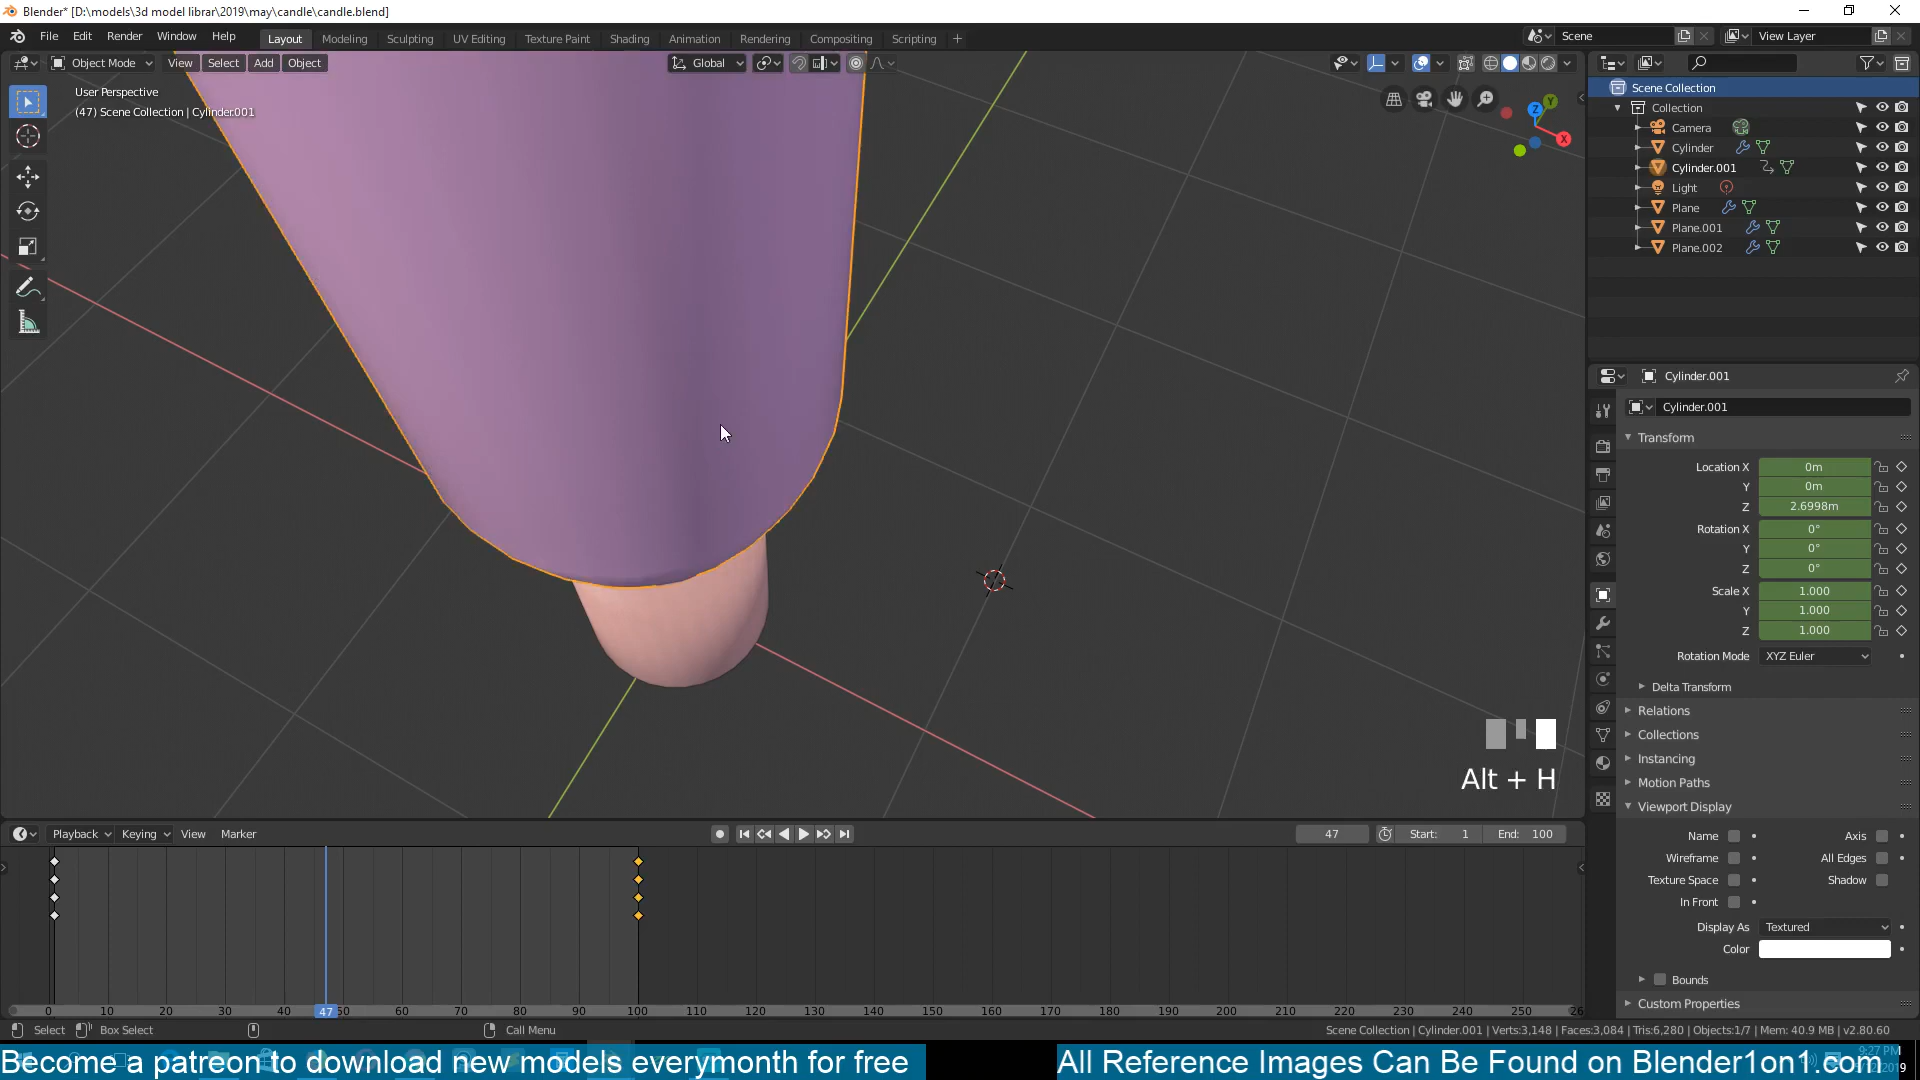 Blender* [D:\models\3d model librar\2019\may\candle\candle.blend]
File Edit Render Window Help
Layout Modeling Sculpting UV Editing Texture Paint Shading Animation Rendering Compositing Scripting +
Scene
View Layer
Object Mode View Select Add Object
Global
User Perspective
(47) Scene Collection | Cylinder.001
Z Y X
Scene Collection
Collection
Camera
Cylinder
Cylinder.001
Light
Plane
Plane.001
Plane.002
Cylinder.001
Cylinder.001
Transform
Location X 0m
Y 0m
Z 2.6998m
Rotation X 0°
Y 0°
Z 0°
Scale X 1.000
Y 1.000
Z 1.000
Rotation Mode XYZ Euler
Delta Transform
Relations
Collections
Instancing
Motion Paths
Viewport Display
Name Axis
Wireframe All Edges
Texture Space Shadow
In Front
Display As Textured
Color
Bounds
Custom Properties
Alt + H
Playback Keying View Marker
47 Start: 1 End: 100
0 10 20 30 40 47 50 60 70 80 90 100 110 120 130 140 150 160 170 180 190 200 210 220 230 240 250 26
Select Box Select Call Menu
Scene Collection | Cylinder.001 | Verts:3,148 | Faces:3,084 | Tris:6,280 | Objects:1/7 | Mem: 40.9 MB | v2.80.60
Become a patreon to download new models everymonth for free
All Reference Images Can Be Found on Blender1on1.com
9:27 PM